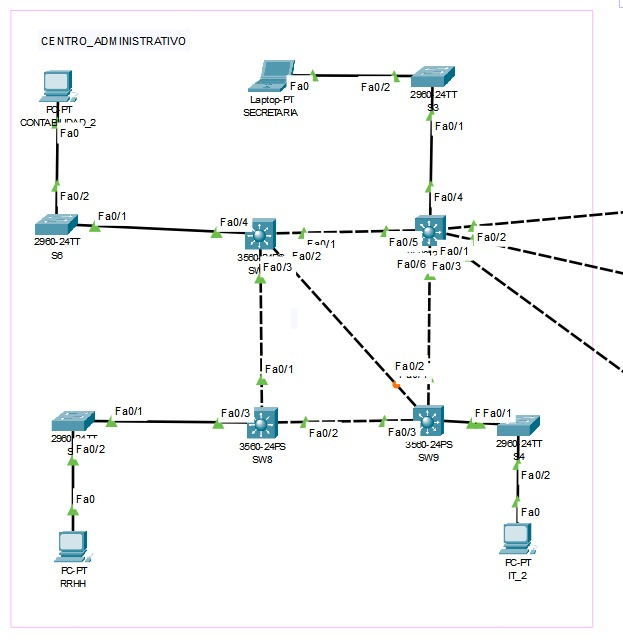 CENTRO_ADMINISTRATIVO
PC-PT
CONTABILIDAD_2
Fa0
Fa0/2
2960-24TT
S6
Fa0/1
Laptop-PT
SECRETARIA
Fa0
Fa0/2
2960-24TT
S3
Fa0/1
Fa0/4
Fa0/4
3560-24PS
Fa0/1
Fa0/2
Fa0/3
Fa0/5
Fa0/2
Fa0/1
Fa0/6
Fa0/3
Fa0/1
Fa0/2
Fa0/1
2960-24TT
Fa0/2
Fa0
PC-PT
RRHH
Fa0/3
3560-24PS
SW8
Fa0/2
Fa0/3
3560-24PS
SW9
Fa0/1
2960-24TT
S4
Fa0/2
Fa0
PC-PT
IT_2